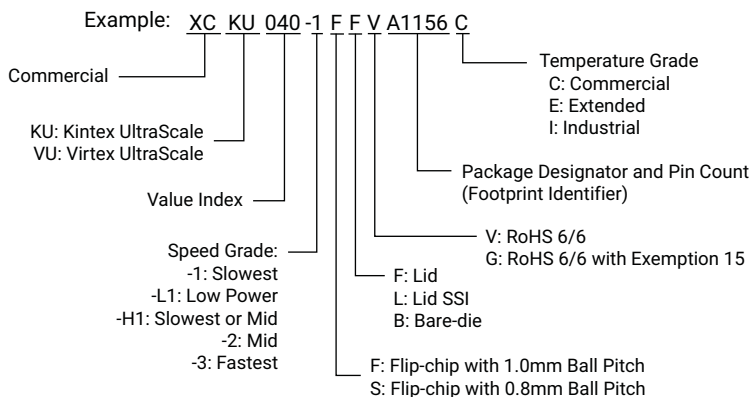 Example: XC KU 040 -1 F F V A1156 C
Commercial
KU: Kintex UltraScale
VU: Virtex UltraScale
Value Index
Speed Grade:
-1: Slowest
-L1: Low Power
-H1: Slowest or Mid
-2: Mid
-3: Fastest
Temperature Grade
C: Commercial
E: Extended
I: Industrial
Package Designator and Pin Count
(Footprint Identifier)
V: RoHS 6/6
G: RoHS 6/6 with Exemption 15
F: Lid
L: Lid SSI
B: Bare-die
F: Flip-chip with 1.0mm Ball Pitch
S: Flip-chip with 0.8mm Ball Pitch